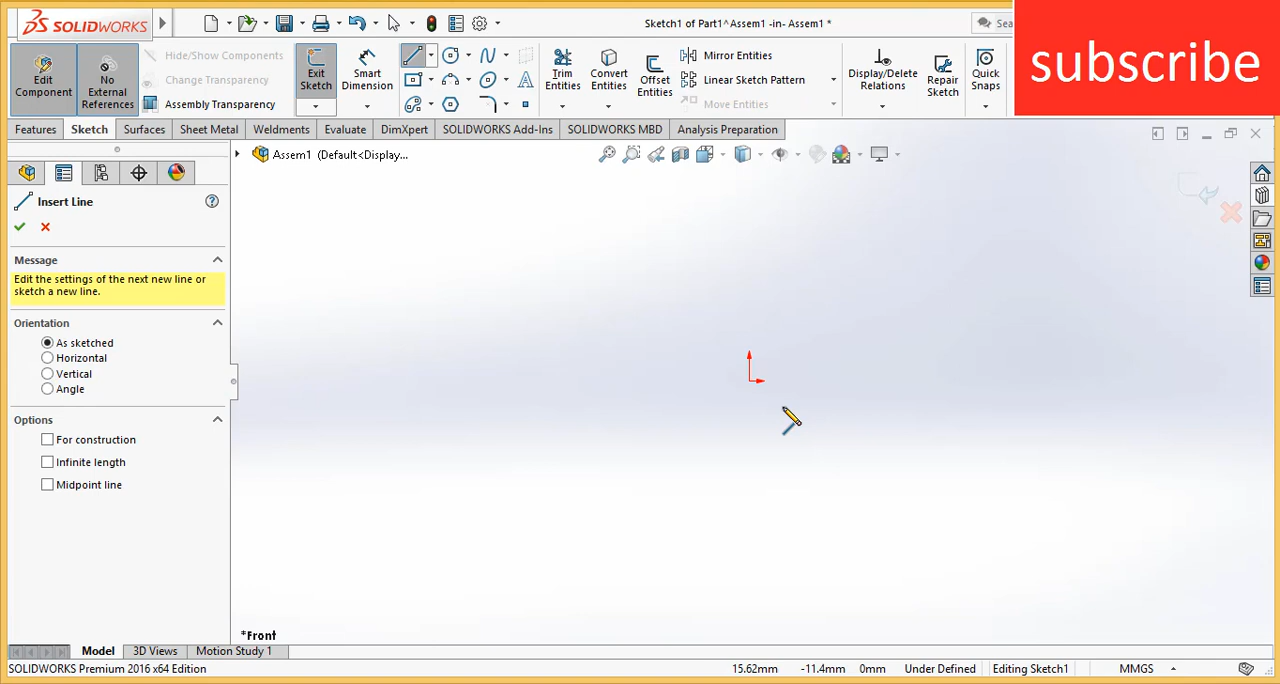 SOLIDWORKS
Sketch1 of Part1^Assem1 -in- Assem1 *
Sea
subscribe
Edit Component
No External References
Hide/Show Components
Change Transparency
Assembly Transparency
Exit Sketch
Smart Dimension
Trim Entities
Convert Entities
Offset Entities
Mirror Entities
Linear Sketch Pattern
Move Entities
Display/Delete Relations
Repair Sketch
Quick Snaps
Features
Sketch
Surfaces
Sheet Metal
Weldments
Evaluate
DimXpert
SOLIDWORKS Add-Ins
SOLIDWORKS MBD
Analysis Preparation
Assem1 (Default<Display...
Insert Line
Message
Edit the settings of the next new line or
sketch a new line.
Orientation
As sketched
Horizontal
Vertical
Angle
Options
For construction
Infinite length
Midpoint line
*Front
Model
3D Views
Motion Study 1
SOLIDWORKS Premium 2016 x64 Edition
15.62mm
-11.4mm
0mm
Under Defined
Editing Sketch1
MMGS